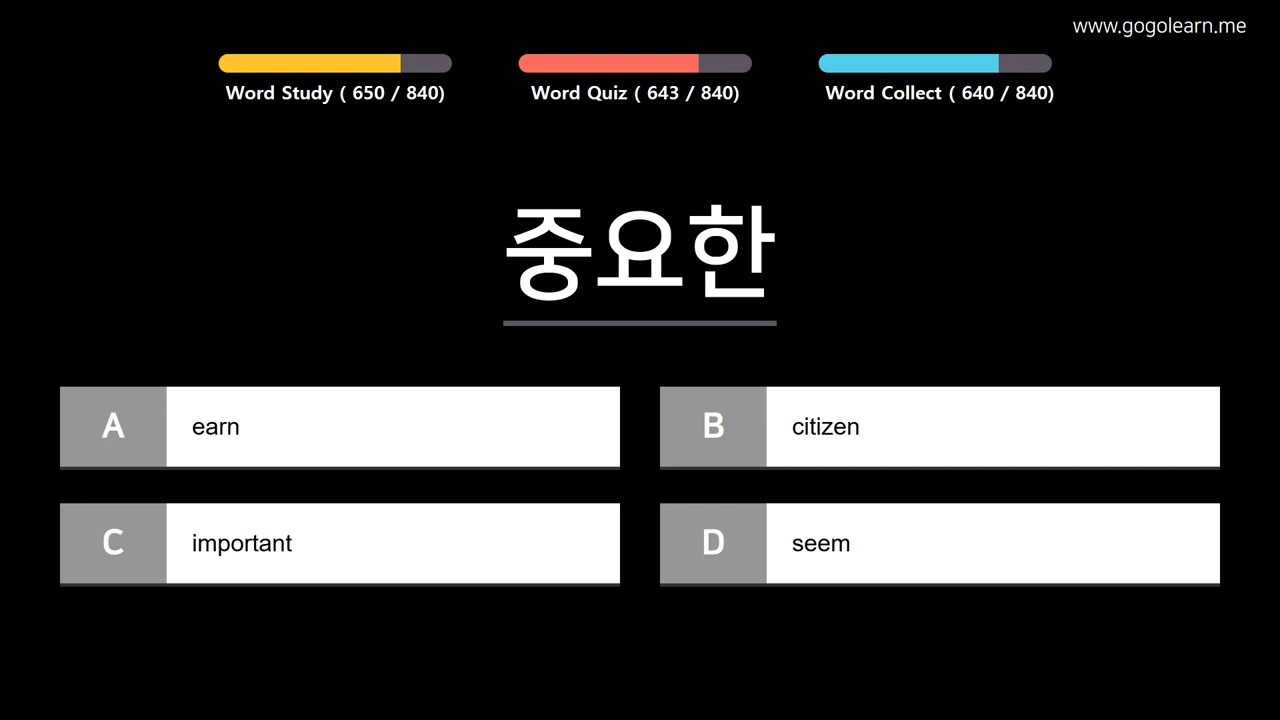 www.gogolearn.me
Word Study ( 650 / 840)
Word Quiz ( 643 / 840)
Word Collect ( 640 / 840)
중요한
A earn
B citizen
C important
D seem